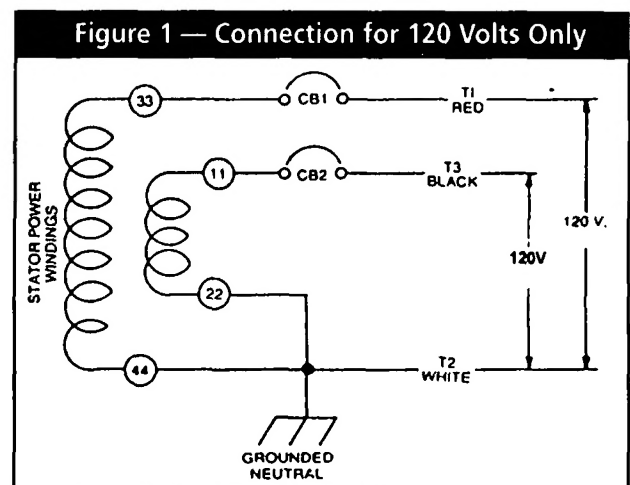 Figure 1 — Connection for 120 Volts Only
33
CB1
T1
RED
11
CB2
T3
BLACK
120 V.
120V
STATOR POWER
WINDINGS
22
44
T2
WHITE
GROUNDED
NEUTRAL